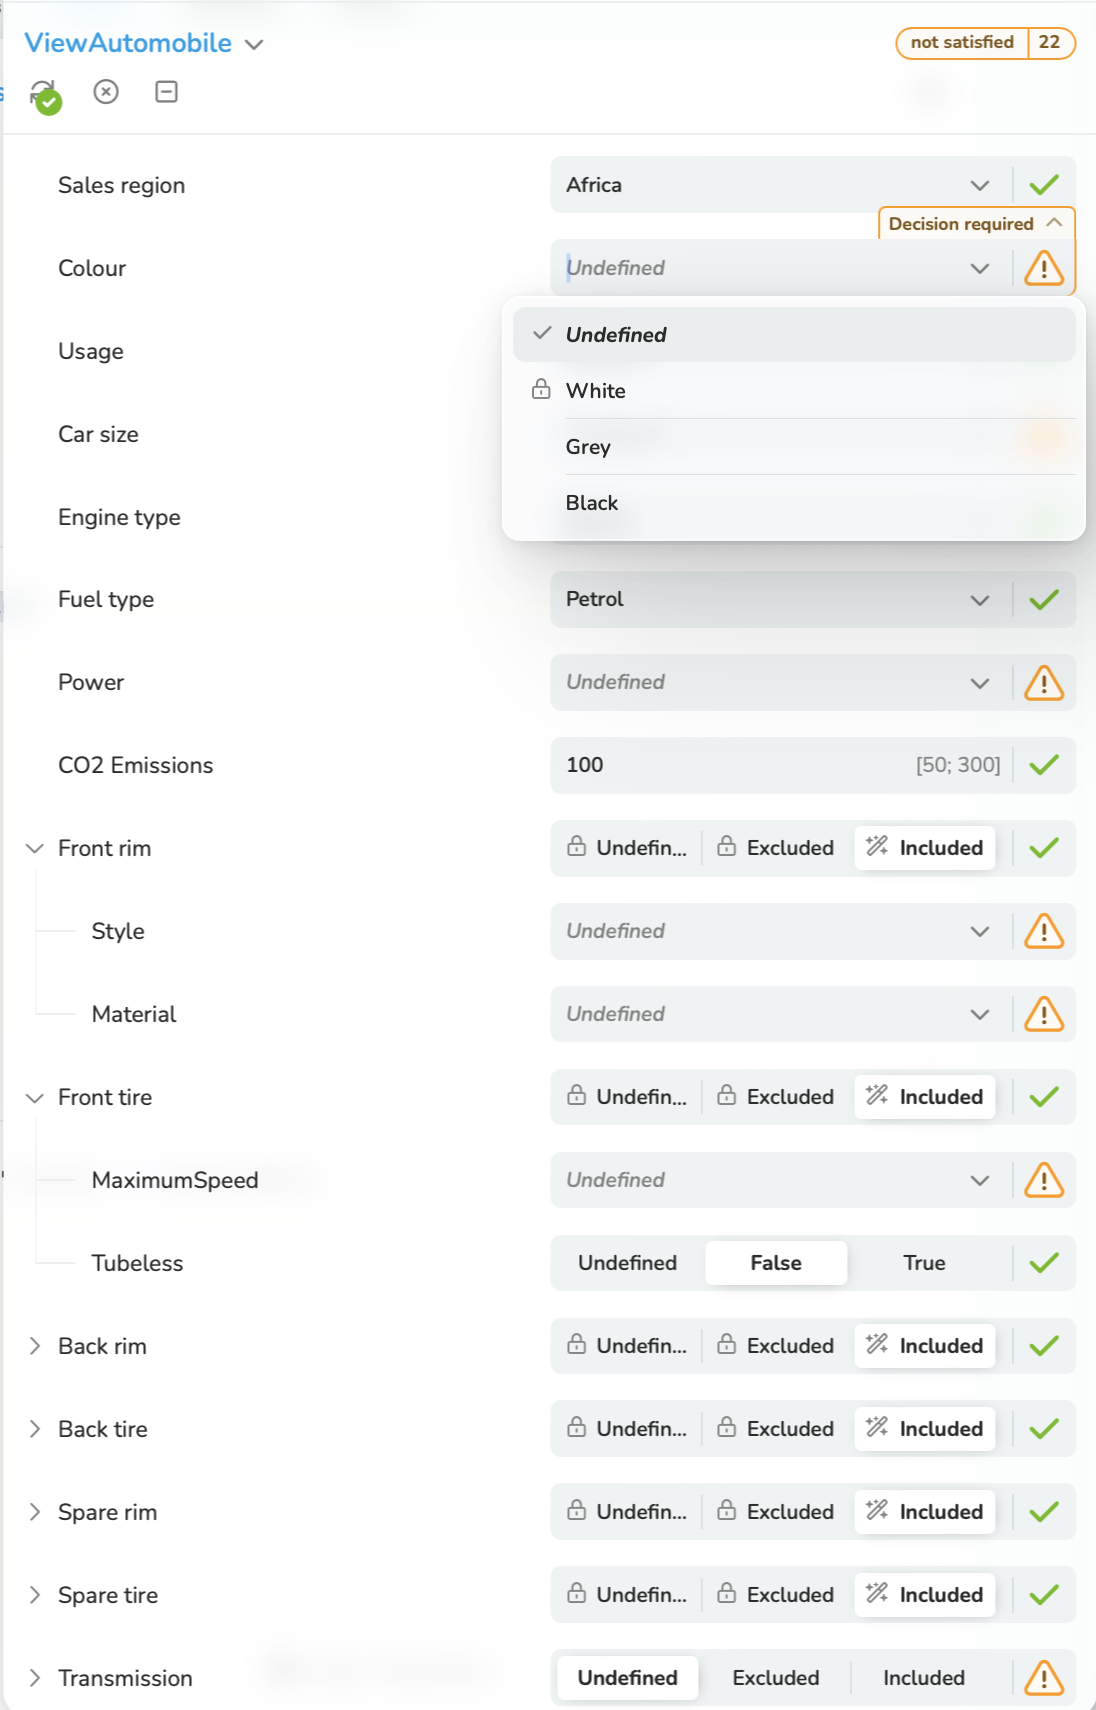 ViewAutomobile
not satisfied 22
Sales region Africa
Decision required
Colour Undefined
Undefined
Usage
White
Car size
Grey
Engine type
Black
Fuel type Petrol
Power Undefined
CO2 Emissions 100 [50; 300]
Front rim Undefin... Excluded Included
Style Undefined
Material Undefined
Front tire Undefin... Excluded Included
MaximumSpeed Undefined
Tubeless Undefined False True
Back rim Undefin... Excluded Included
Back tire Undefin... Excluded Included
Spare rim Undefin... Excluded Included
Spare tire Undefin... Excluded Included
Transmission Undefined Excluded Included